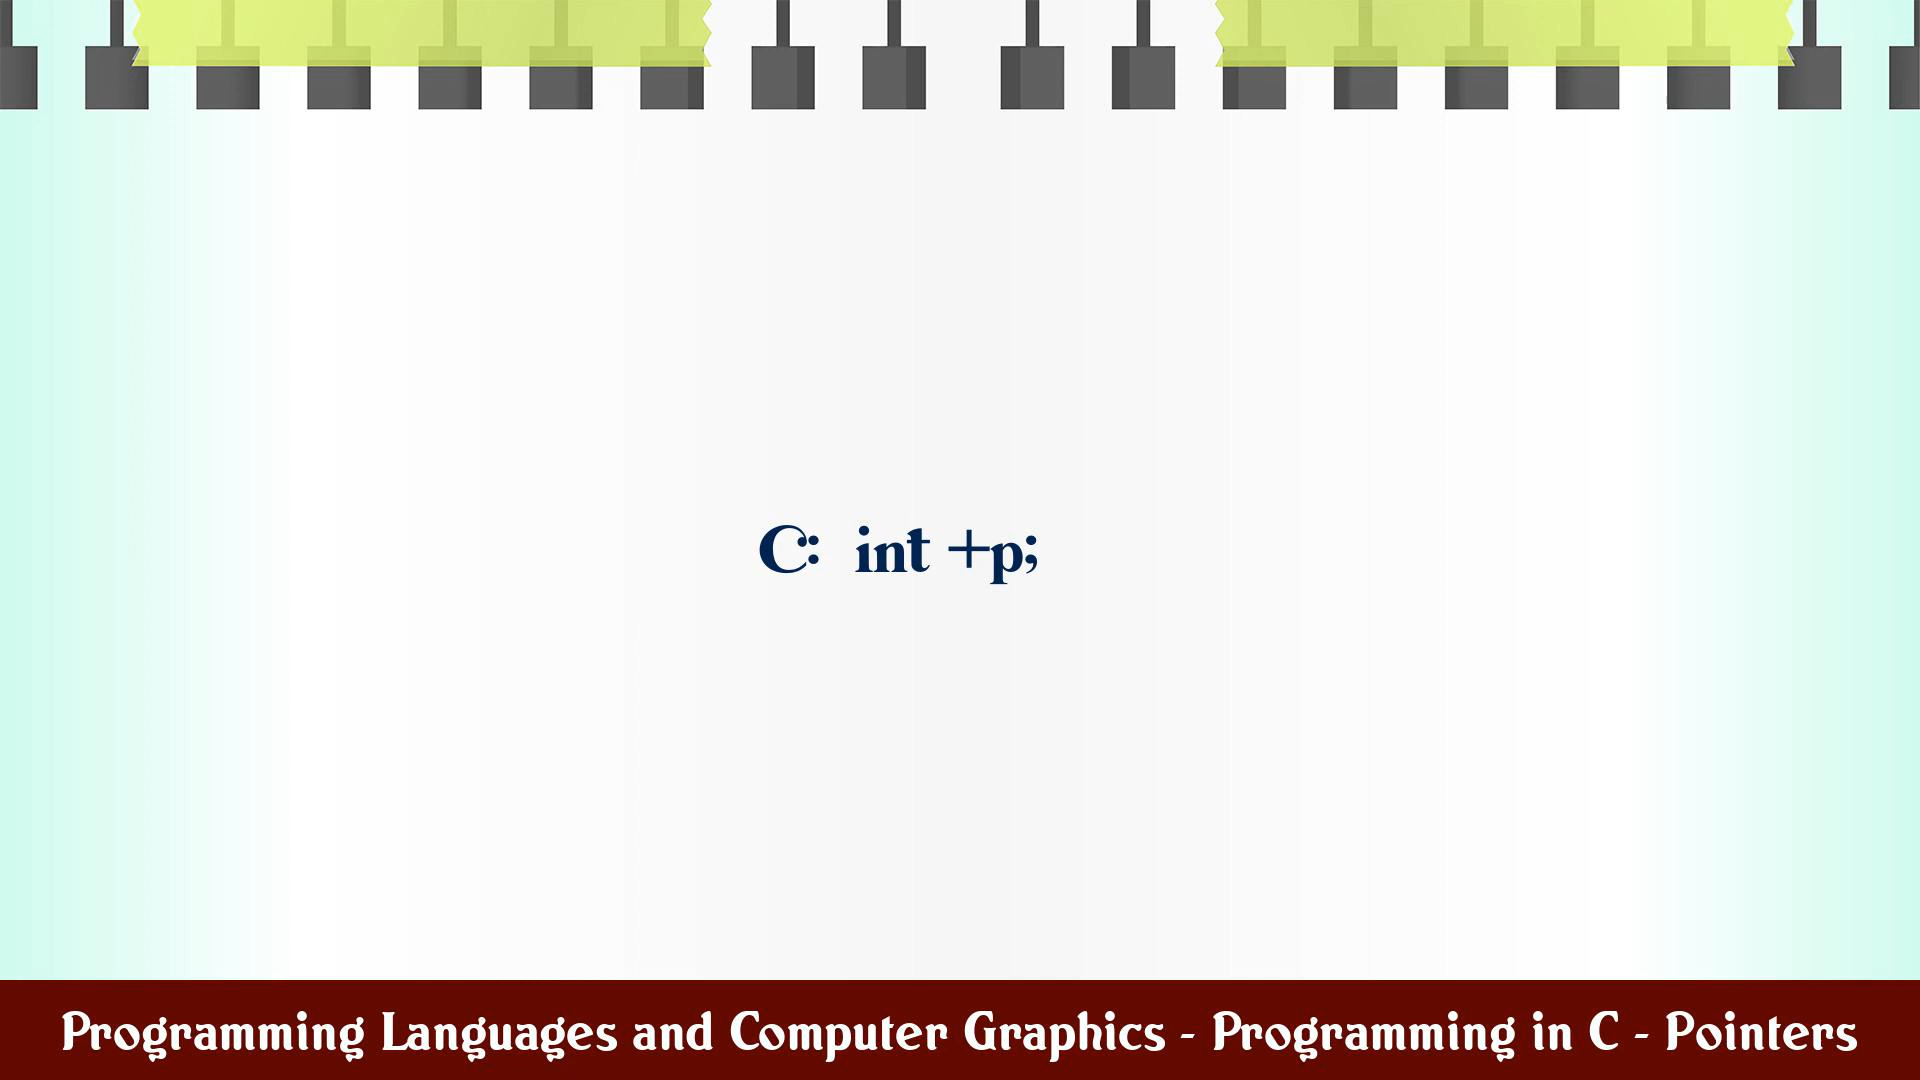 C: int +p;
Programming Languages and Computer Graphics - Programming in C - Pointers